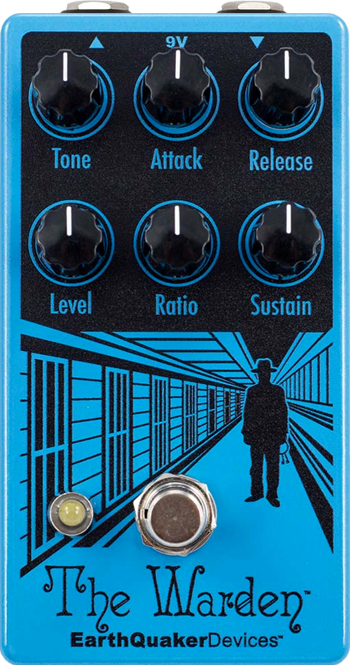 9V
Tone Attack Release
Level Ratio Sustain
The Warden™
EarthQuakerDevices™